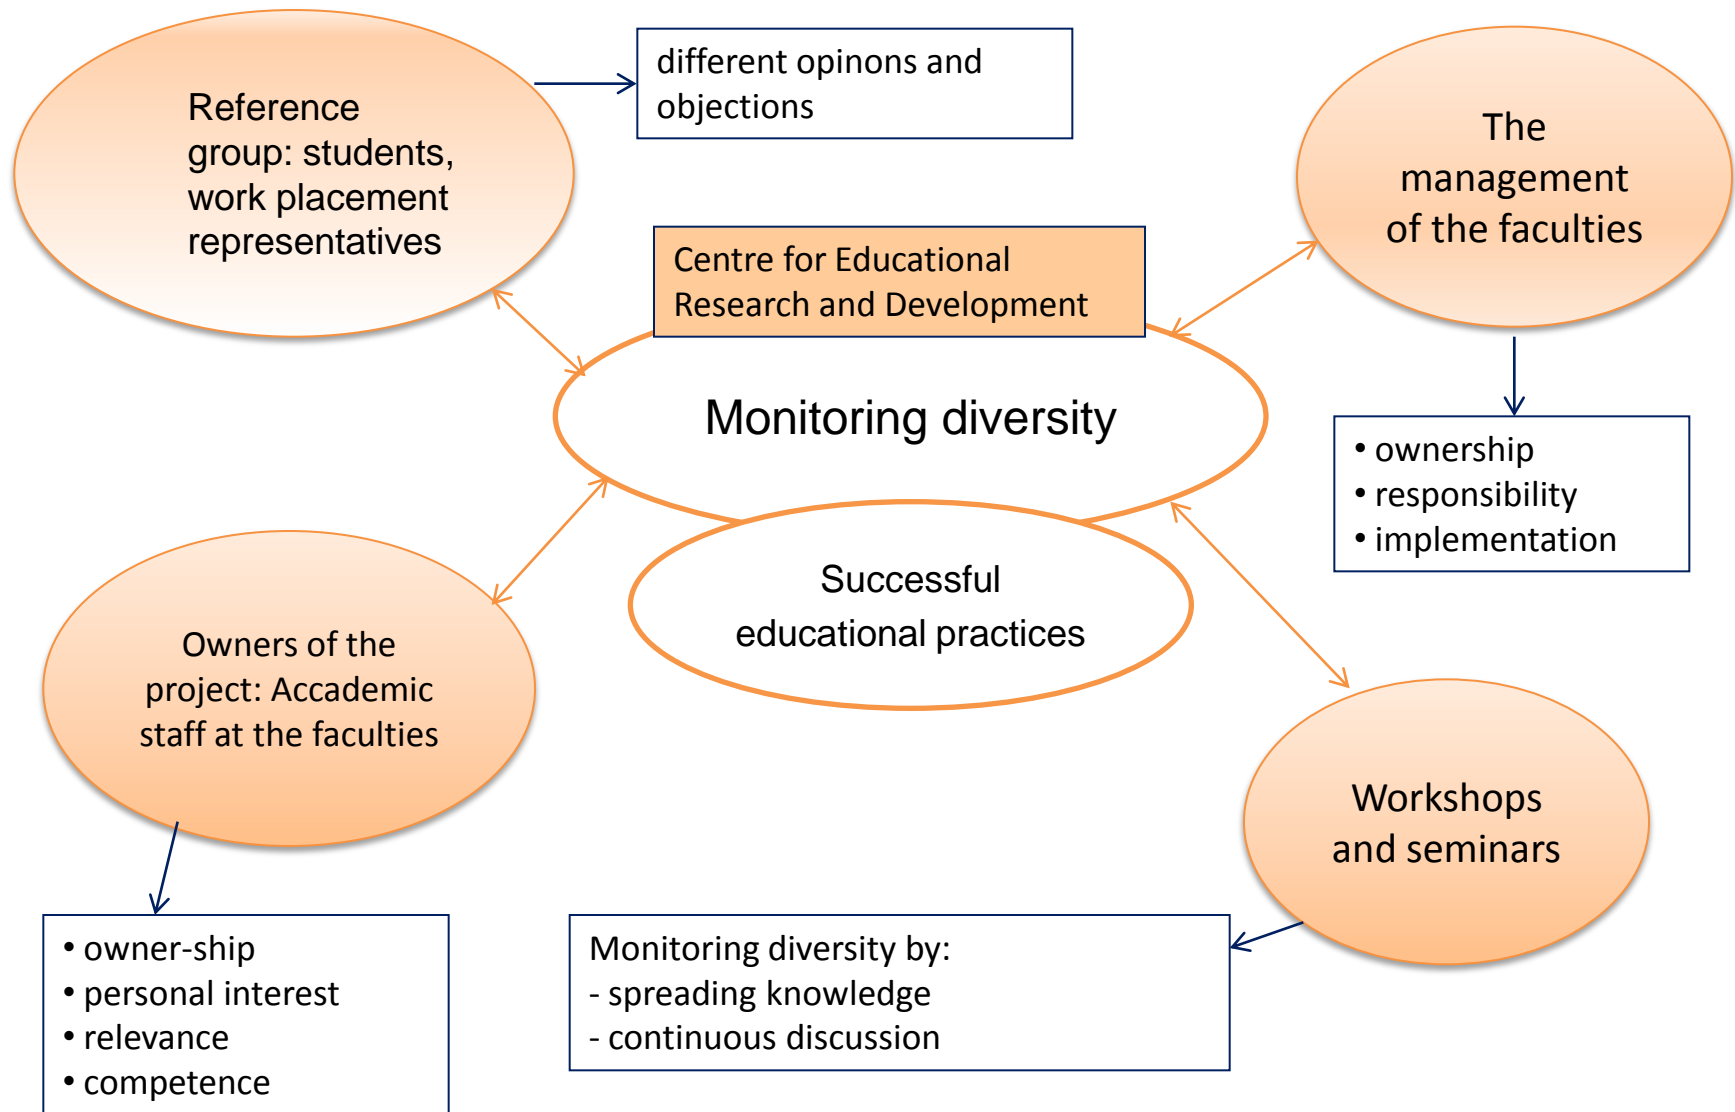 Reference
group: students,
work placement
representatives
different opinons and
objections
The
management
of the faculties
Centre for Educational
Research and Development
Monitoring diversity
• ownership
• responsibility
• implementation
Successful
educational practices
Owners of the
project: Accademic
staff at the faculties
Workshops
and seminars
• owner-ship
• personal interest
• relevance
• competence
Monitoring diversity by:
- spreading knowledge
- continuous discussion